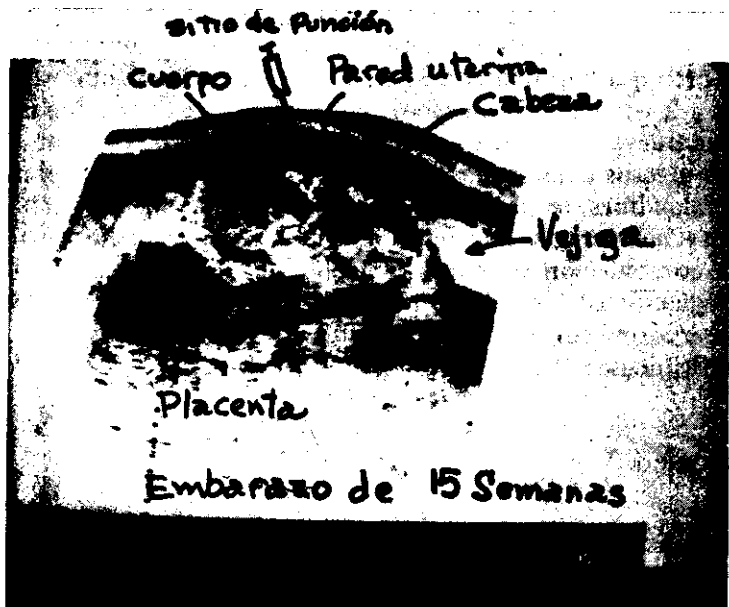 sitio de Punción
Cuerpo
Pared uterina
Cabeza
Vejiga
Placenta
Embarazo de 15 Semanas